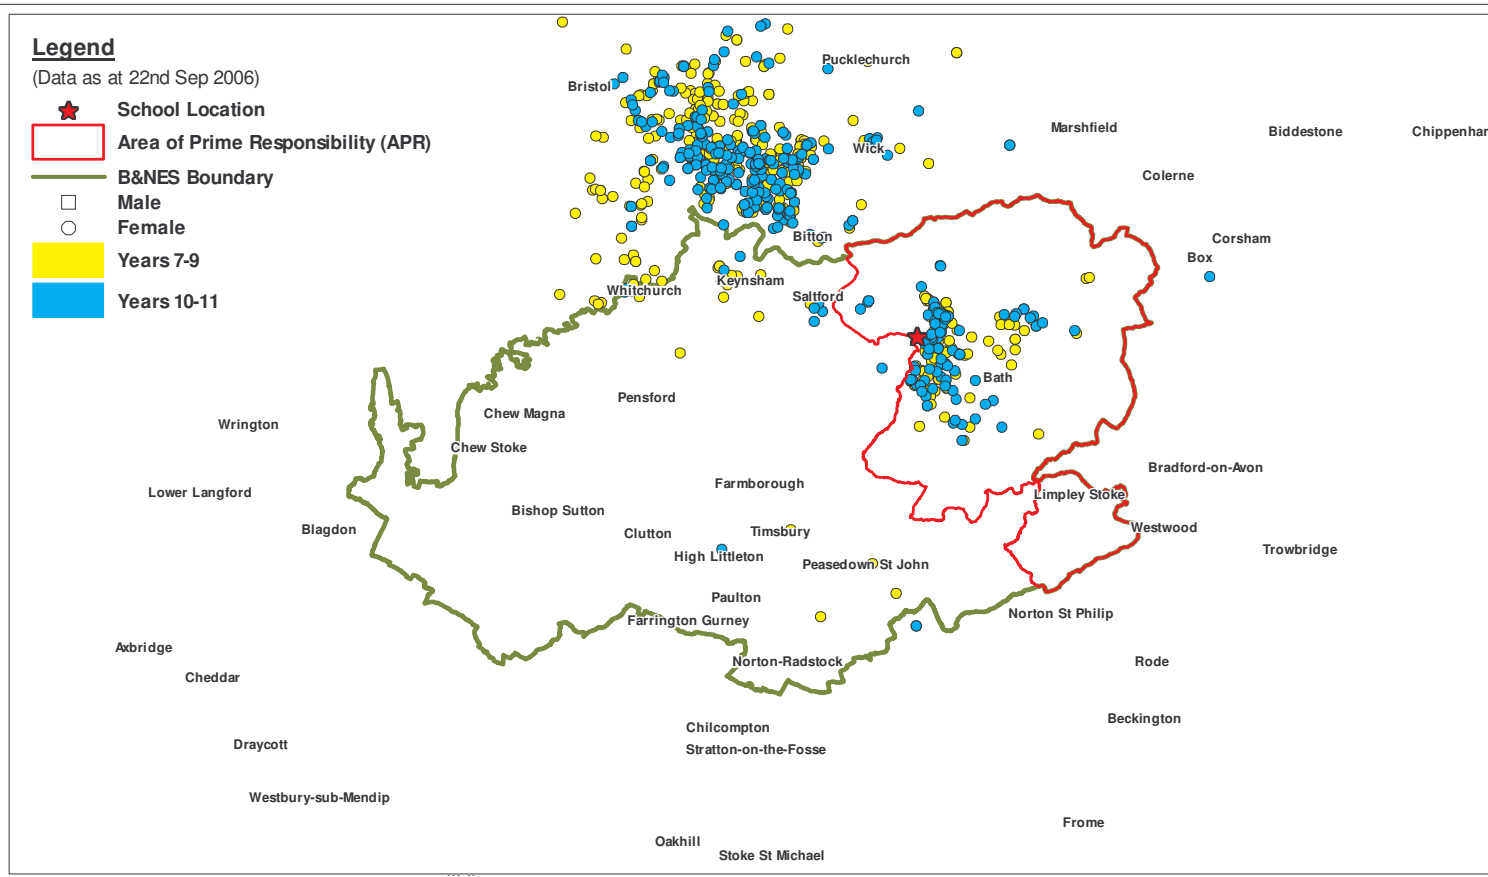 Legend
(Data as at 22nd Sep 2006)
School Location
Area of Prime Responsibility (APR)
B&NES Boundary
Male
Female
Years 7-9
Years 10-11
Pucklechurch
Bristol
Marshfield
Biddestone
Chippenham
Wick
Colerne
Bitton
Corsham
Box
Keynsham
Whitchurch
Saltford
Bath
Pensford
Chew Magna
Wrington
Chew Stoke
Bradford-on-Avon
Farmborough
Lower Langford
Limpley Stoke
Bishop Sutton
Blagdon
Clutton
Timsbury
Westwood
Trowbridge
High Littleton
Peasedown St John
Paulton
Farrington Gurney
Norton St Philip
Axbridge
Norton-Radstock
Rode
Cheddar
Beckington
Chilcompton
Draycott
Stratton-on-the-Fosse
Westbury-sub-Mendip
Frome
Oakhill
Stoke St Michael